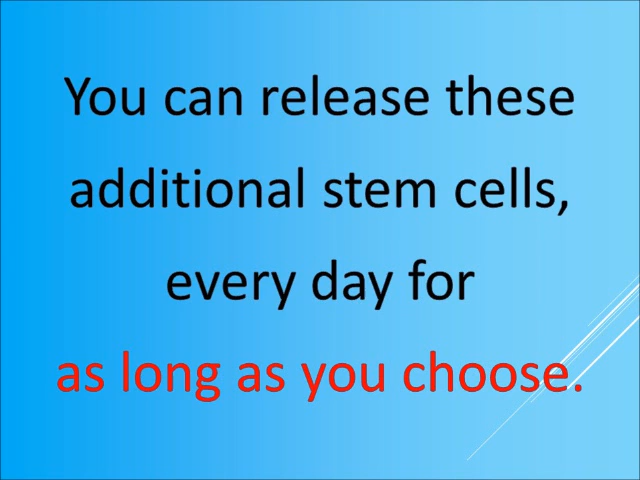 You can release these
additional stem cells,
every day for
as long as you choose.